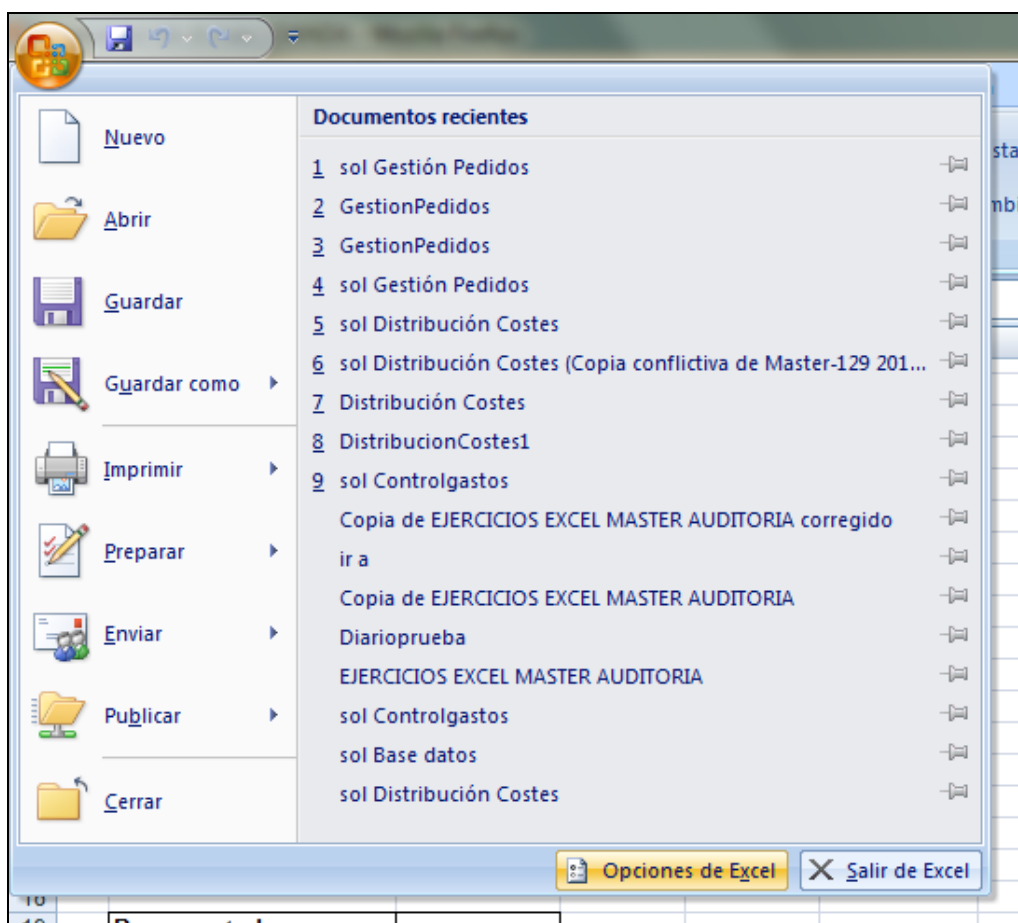 Nuevo
Abrir
Guardar
Guardar como
Imprimir
Preparar
Enviar
Publicar
Cerrar
Documentos recientes
1 sol Gestión Pedidos
2 GestionPedidos
3 GestionPedidos
4 sol Gestión Pedidos
5 sol Distribución Costes
6 sol Distribución Costes (Copia conflictiva de Master-129 201...
7 Distribución Costes
8 DistribucionCostes1
9 sol Controlgastos
Copia de EJERCICIOS EXCEL MASTER AUDITORIA corregido
ir a
Copia de EJERCICIOS EXCEL MASTER AUDITORIA
Diarioprueba
EJERCICIOS EXCEL MASTER AUDITORIA
sol Controlgastos
sol Base datos
sol Distribución Costes
Opciones de Excel
Salir de Excel